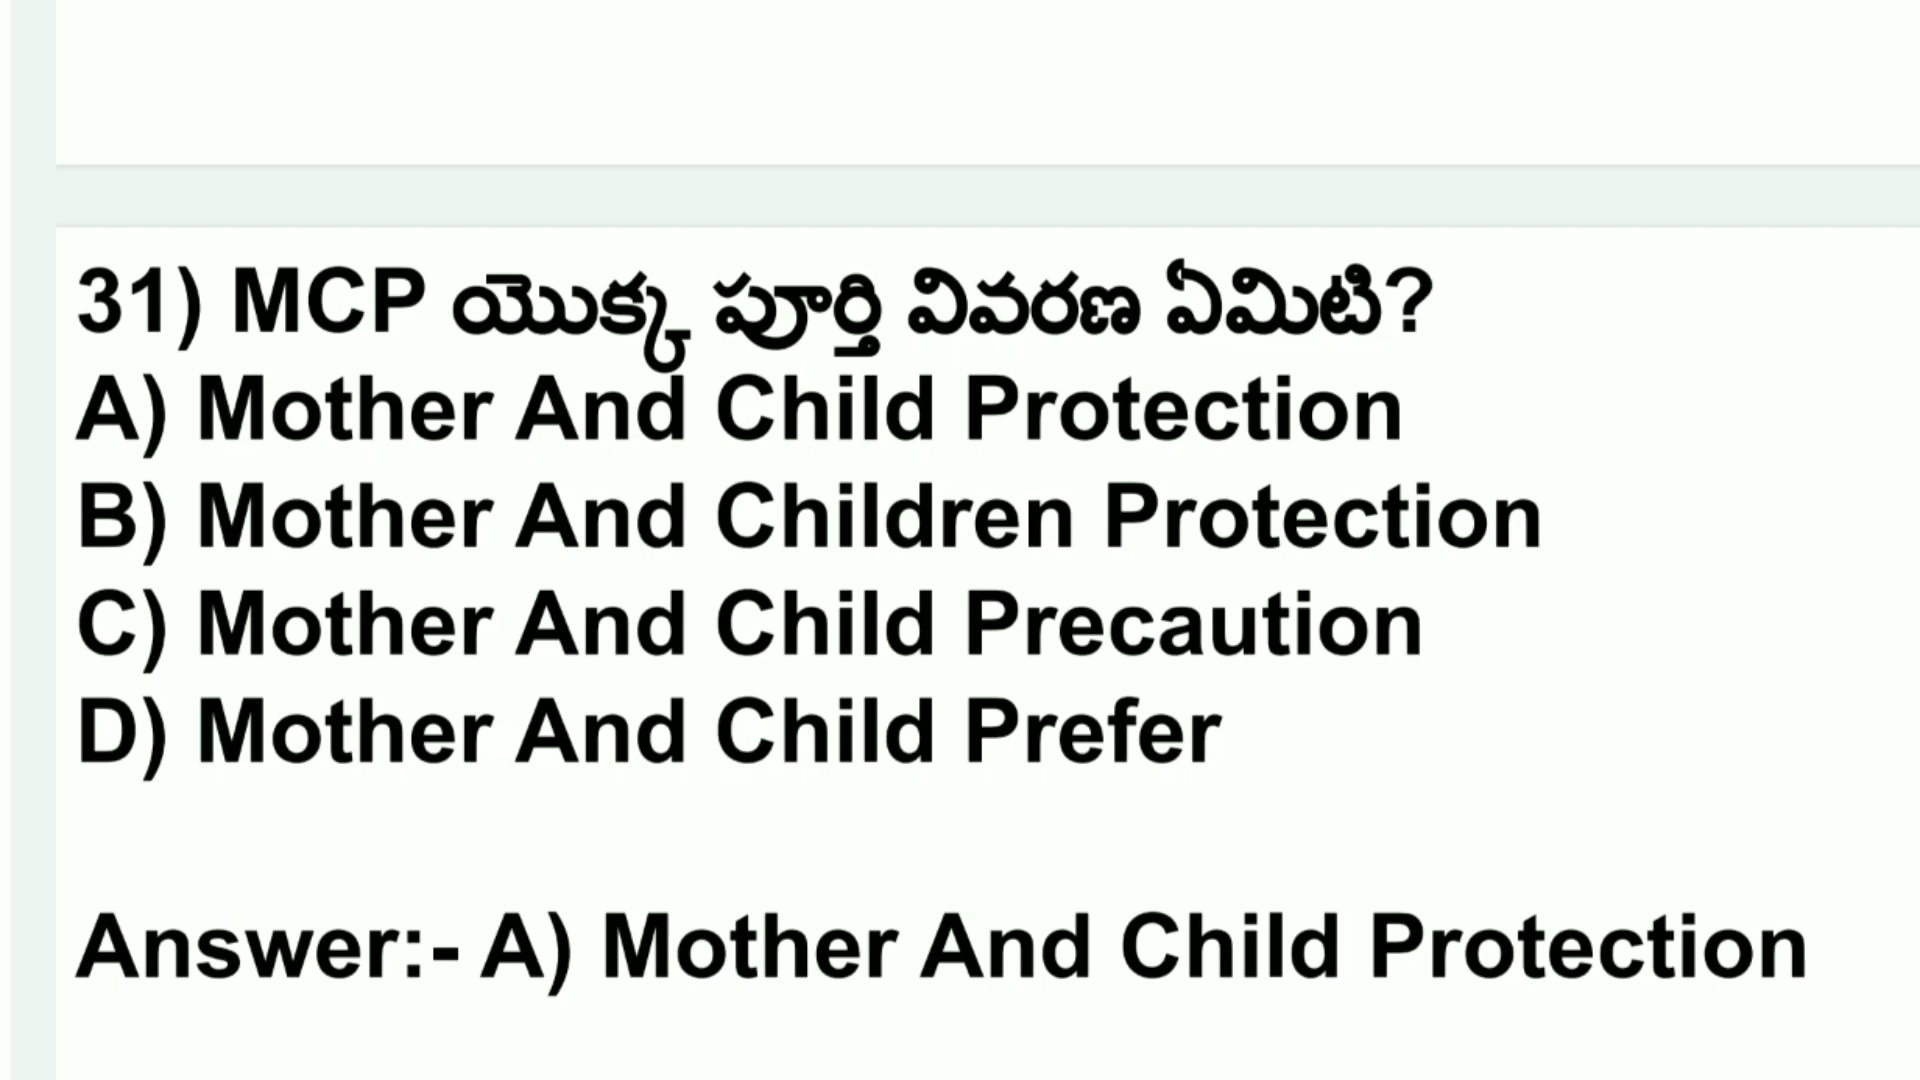 31) MCP యొక్క పూర్తి వివరణ ఏమిటి?
A) Mother And Child Protection
B) Mother And Children Protection
C) Mother And Child Precaution
D) Mother And Child Prefer
Answer:- A) Mother And Child Protection